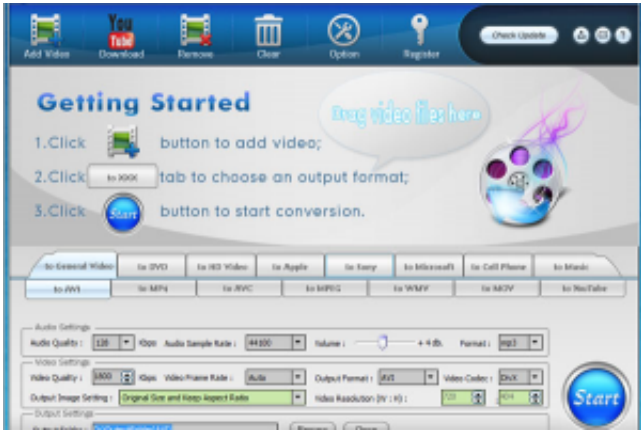 You
Tube
Add Video Download Remove Clear Option Register Check Update
Getting Started
Drag video files here
1.Click button to add video;
2.Click to XXX tab to choose an output format;
3.Click Start button to start conversion.
to General Video to DVD to HD Video to Apple to Sony to Microsoft to Cell Phone to Music
to AVI to MP4 to AVC to MPEG to WMV to MOV to YouTube
Audio Settings
Audio Quality : 128 Kbps Audio Sample Rate : 44100 Volume : + 4 db. Format : mp3
Video Settings
Video Quality : 1800 Kbps Video Frame Rate : Auto Output Format : AVI Video Codec : DivX
Output Image Setting : Original Size and Keep Aspect Ratio Video Resolution (W : H) : 720 : 404
Start
Output Settings